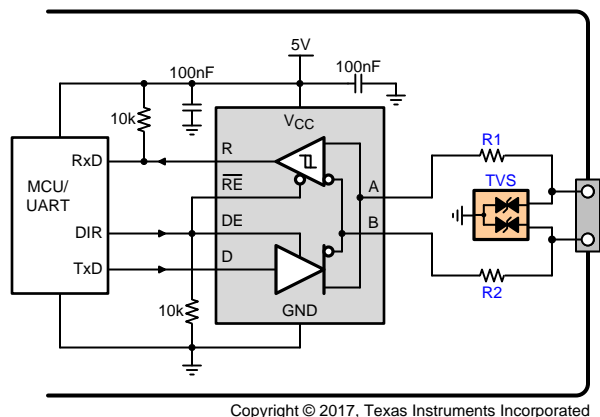 5V
100nF
100nF
10k
VCC
R1
RxD
R
TVS
MCU/
UART
RE
A
B
DIR
DE
TxD
D
R2
10k
GND
Copyright © 2017, Texas Instruments Incorporated